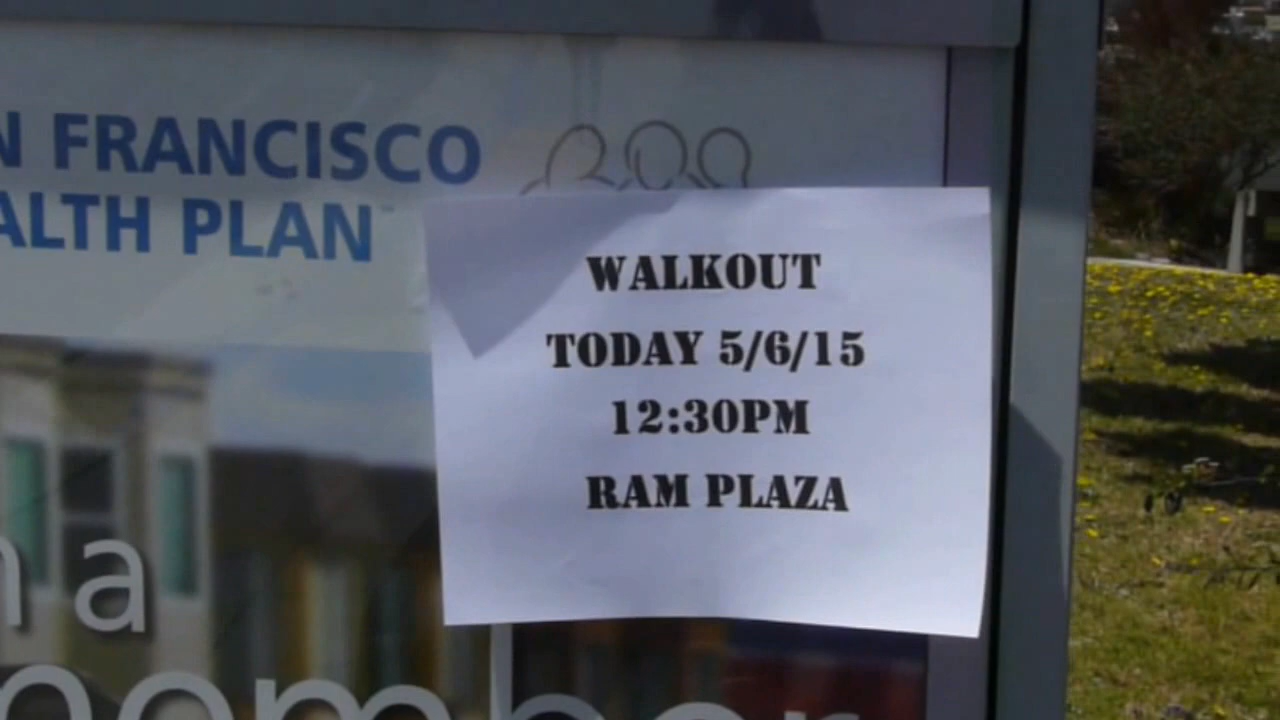 N FRANCISCO
ALTH PLAN
WALKOUT
TODAY 5/6/15
12:30PM
RAM PLAZA
a